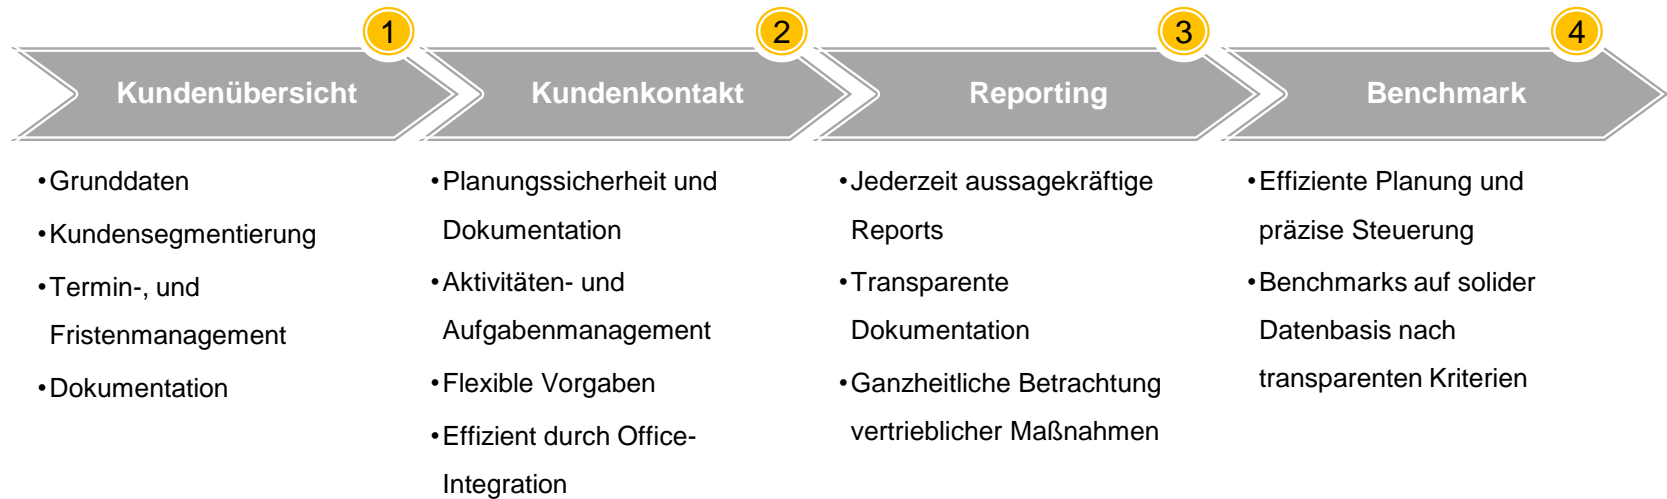 1
Kundenübersicht
•Grunddaten
•Kundensegmentierung
•Termin-, und
Fristenmanagement
•Dokumentation
2
Kundenkontakt
•Planungssicherheit und
Dokumentation
•Aktivitäten- und
Aufgabenmanagement
•Flexible Vorgaben
•Effizient durch Office-
Integration
3
Reporting
•Jederzeit aussagekräftige
Reports
•Transparente
Dokumentation
•Ganzheitliche Betrachtung
vertrieblicher Maßnahmen
4
Benchmark
•Effiziente Planung und
präzise Steuerung
•Benchmarks auf solider
Datenbasis nach
transparenten Kriterien